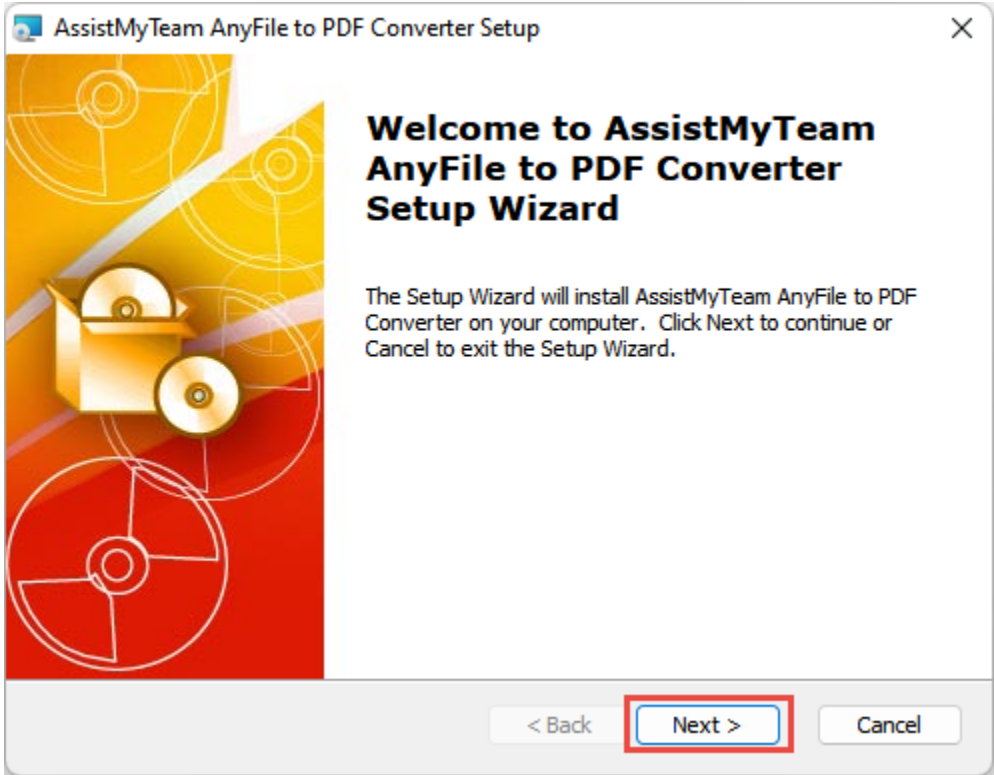 AssistMyTeam AnyFile to PDF Converter Setup
Welcome to AssistMyTeam
AnyFile to PDF Converter
Setup Wizard
The Setup Wizard will install AssistMyTeam AnyFile to PDF
Converter on your computer.  Click Next to continue or
Cancel to exit the Setup Wizard.
< Back
Next >
Cancel